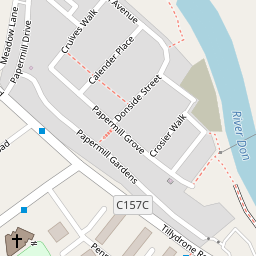 Avenue
Meadow Lane
Cruives Walk
Papermill Drive
Calender Place
Donside Street
River Don
Papermill Grove
Crosier Walk
Papermill Gardens
C157C
Tillydrone